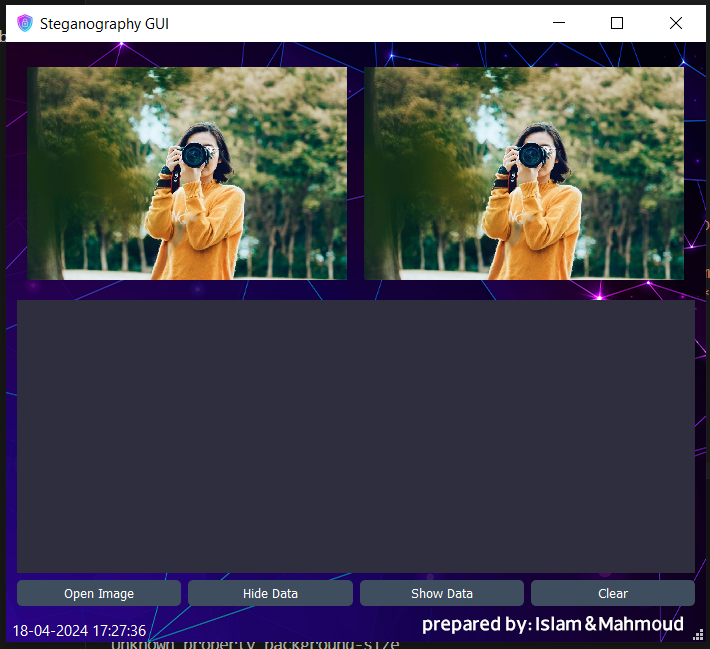 Steganography GUI
Open Image
Hide Data
Show Data
Clear
prepared by: Islam & Mahmoud
18-04-2024 17:27:36
Unknown property background-size